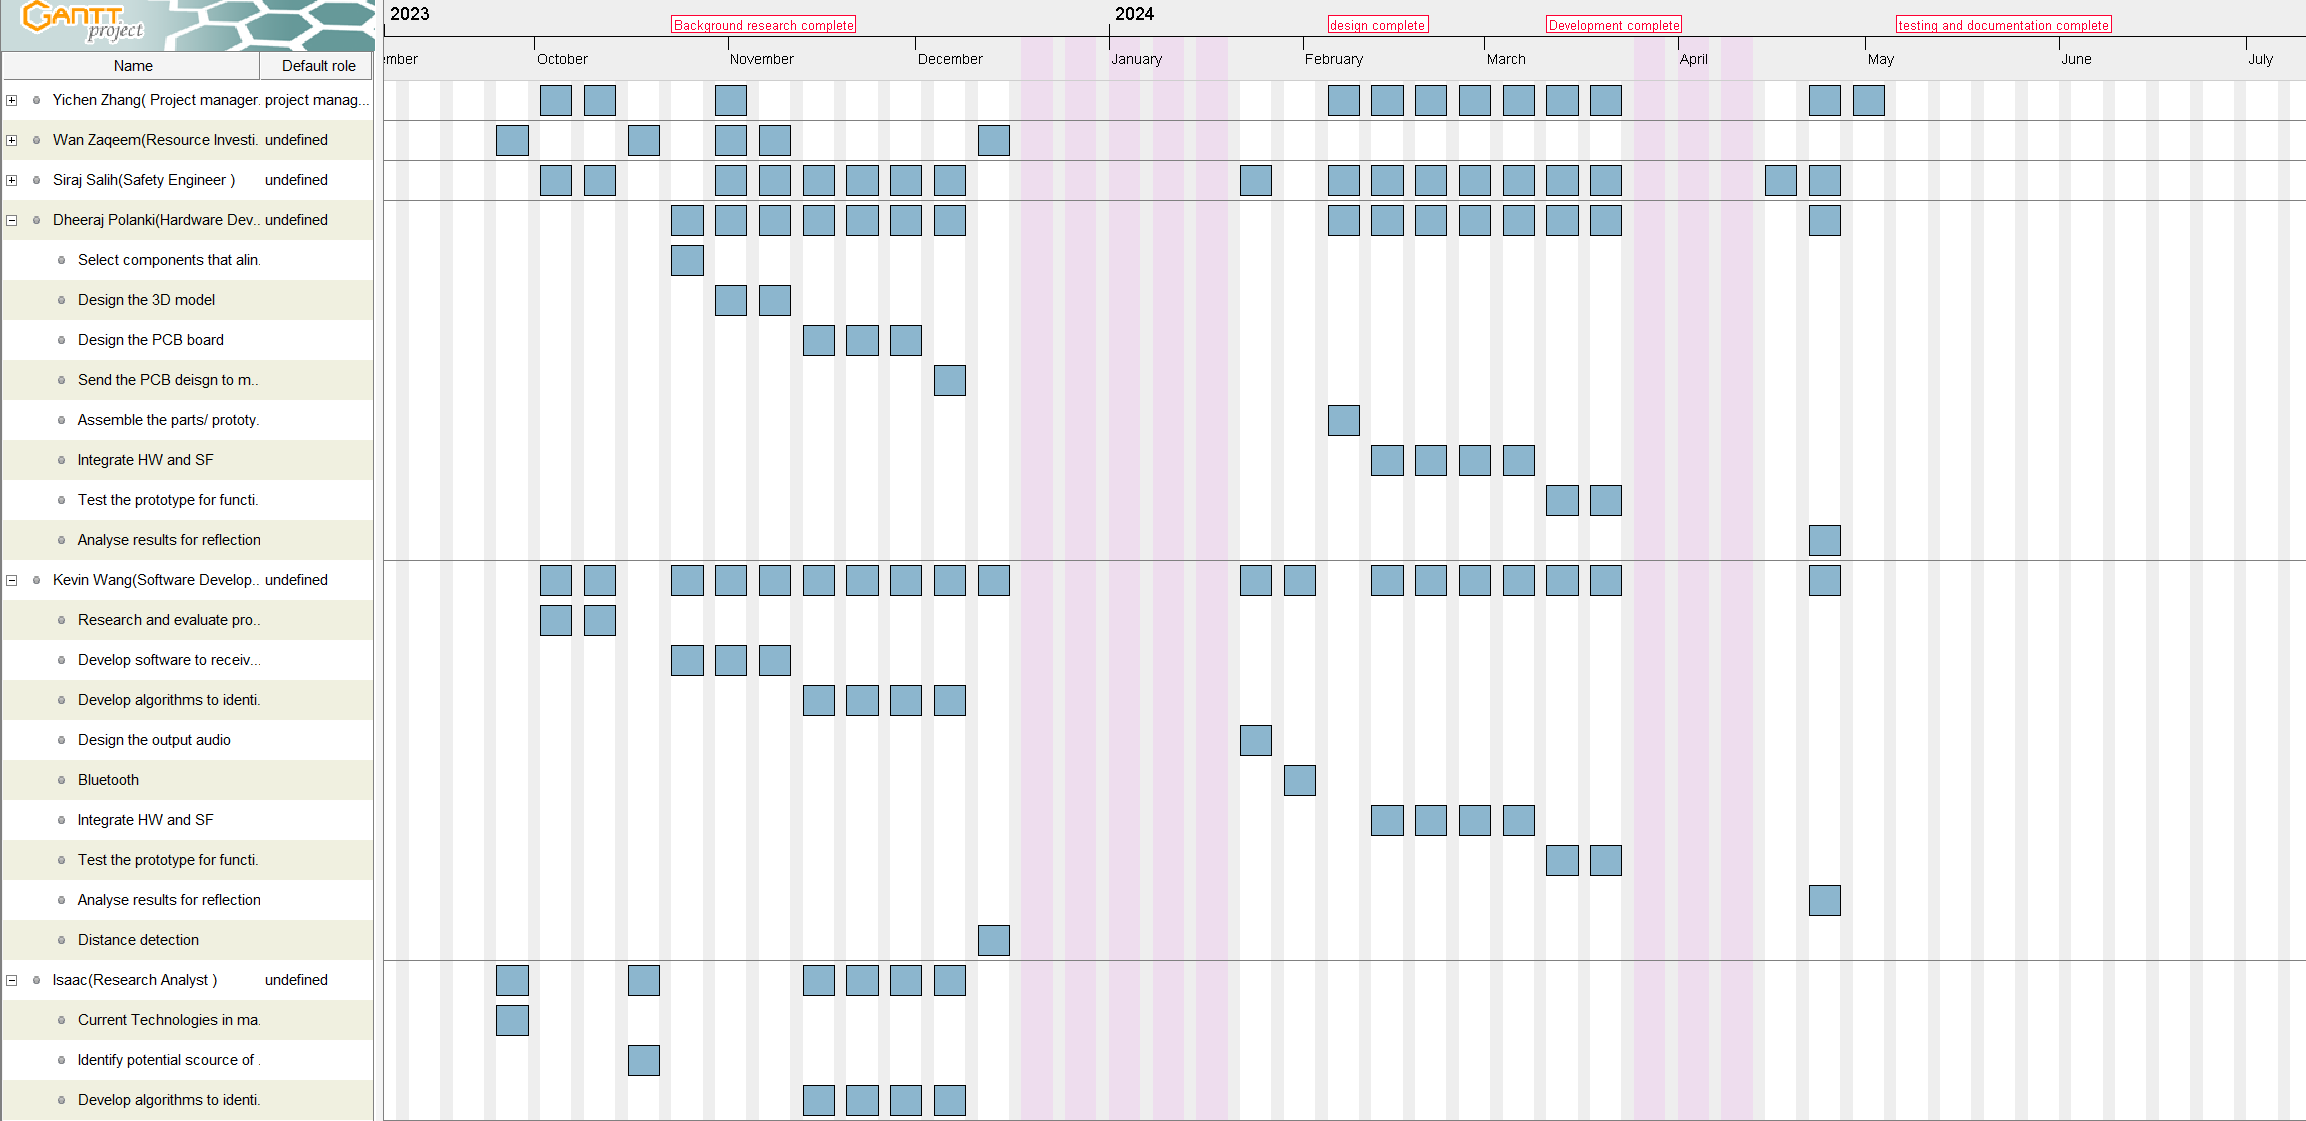 GANTT
project
2023
2024
Background research complete
design complete
Development complete
testing and documentation complete
Name
Default role
ember
October
November
December
January
February
March
April
May
June
July
Yichen Zhang( Project manager. project manag...
Wan Zaqeem(Resource Investi. undefined
Siraj Salih(Safety Engineer ) undefined
Dheeraj Polanki(Hardware Dev.. undefined
Select components that alin.
Design the 3D model
Design the PCB board
Send the PCB deisgn to m..
Assemble the parts/ prototy.
Integrate HW and SF
Test the prototype for functi.
Analyse results for reflection
Kevin Wang(Software Develop.. undefined
Research and evaluate pro..
Develop software to receiv...
Develop algorithms to identi.
Design the output audio
Bluetooth
Integrate HW and SF
Test the prototype for functi.
Analyse results for reflection
Distance detection
Isaac(Research Analyst ) undefined
Current Technologies in ma.
Identify potential scource of .
Develop algorithms to identi.